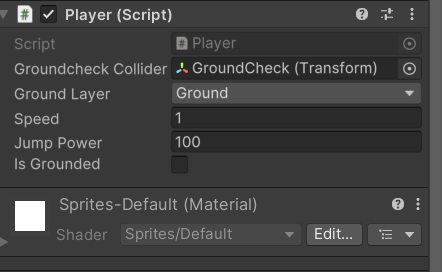 Player (Script)
Script Player
Groundcheck Collider GroundCheck (Transform)
Ground Layer Ground
Speed 1
Jump Power 100
Is Grounded
Sprites-Default (Material)
Shader Sprites/Default Edit...